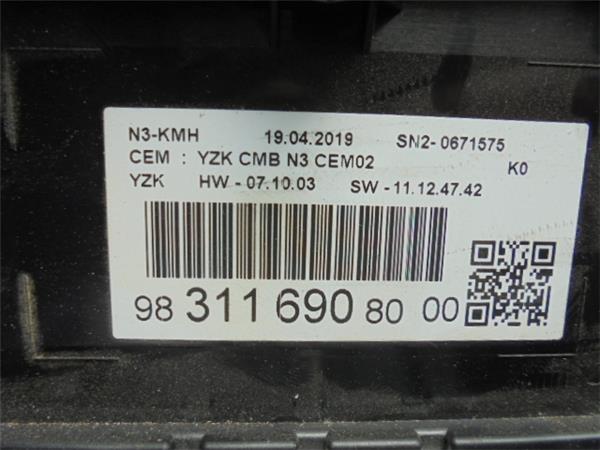 N3-KMH 19.04.2019 SN2- 0671575
CEM : YZK CMB N3 CEM02 K0
YZK HW - 07.10.03 SW - 11.12.47.42
98 311 690 80 00